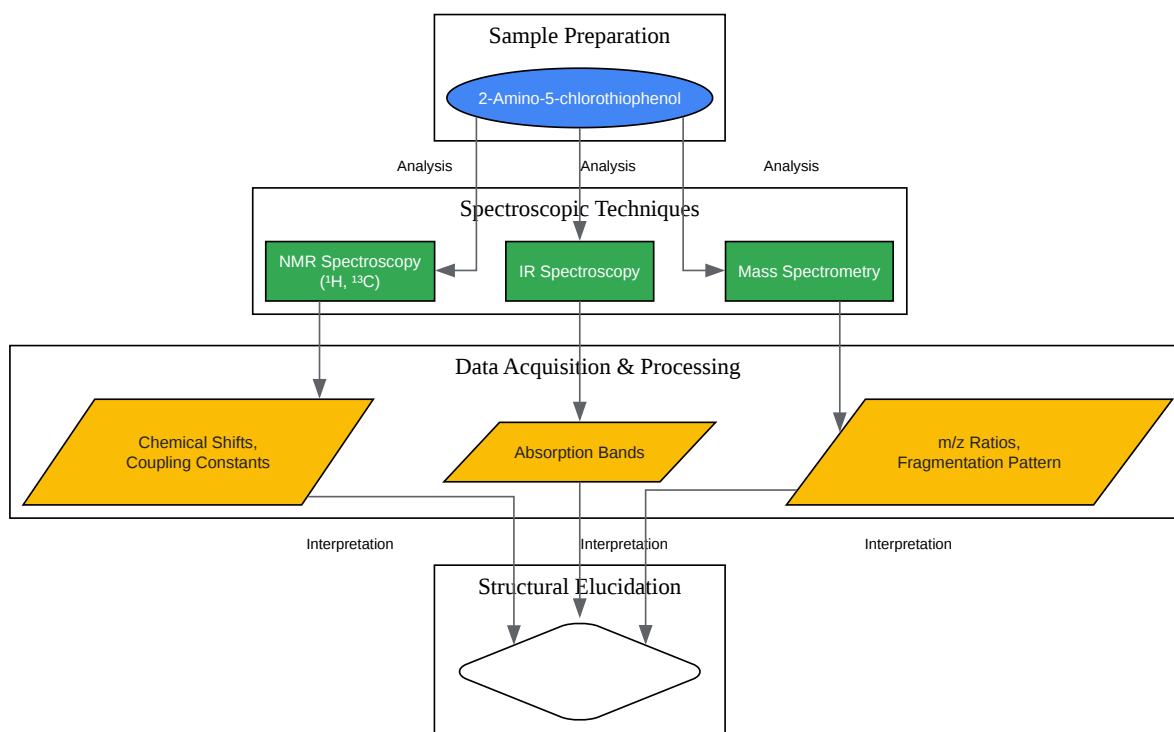 Sample Preparation
2-Amino-5-chlorothiophenol
Analysis
Analysis
Analysis
Spectroscopic Techniques
NMR Spectroscopy
(¹H, ¹³C)
IR Spectroscopy
Mass Spectrometry
Data Acquisition & Processing
Chemical Shifts,
Coupling Constants
Absorption Bands
m/z Ratios,
Fragmentation Pattern
Interpretation
Interpretation
Interpretation
Structural Elucidation